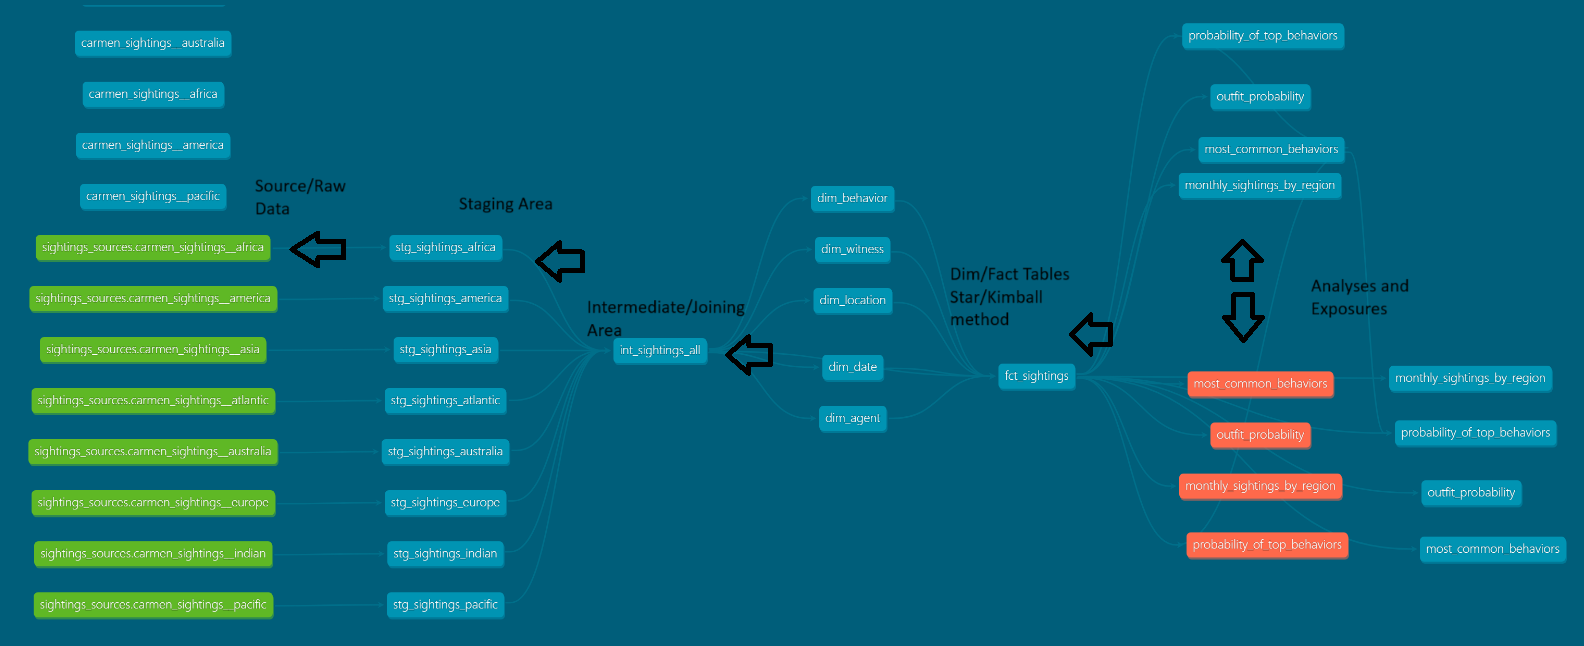 carmen_sightings__australia
carmen_sightings__africa
carmen_sightings__america
carmen_sightings__pacific
Source/Raw
Data
sightings_sources.carmen_sightings__africa
sightings_sources.carmen_sightings__america
sightings_sources.carmen_sightings__asia
sightings_sources.carmen_sightings__atlantic
sightings_sources.carmen_sightings__australia
sightings_sources.carmen_sightings__europe
sightings_sources.carmen_sightings__indian
sightings_sources.carmen_sightings__pacific
Staging Area
stg_sightings_africa
stg_sightings_america
stg_sightings_asia
stg_sightings_atlantic
stg_sightings_australia
stg_sightings_europe
stg_sightings_indian
stg_sightings_pacific
Intermediate/Joining
Area
int_sightings_all
dim_behavior
dim_witness
dim_location
dim_date
dim_agent
Dim/Fact Tables
Star/Kimball
method
fct_sightings
probability_of_top_behaviors
outfit_probability
most_common_behaviors
monthly_sightings_by_region
Analyses and
Exposures
most_common_behaviors
outfit_probability
monthly_sightings_by_region
probability_of_top_behaviors
monthly_sightings_by_region
probability_of_top_behaviors
outfit_probability
most_common_behaviors